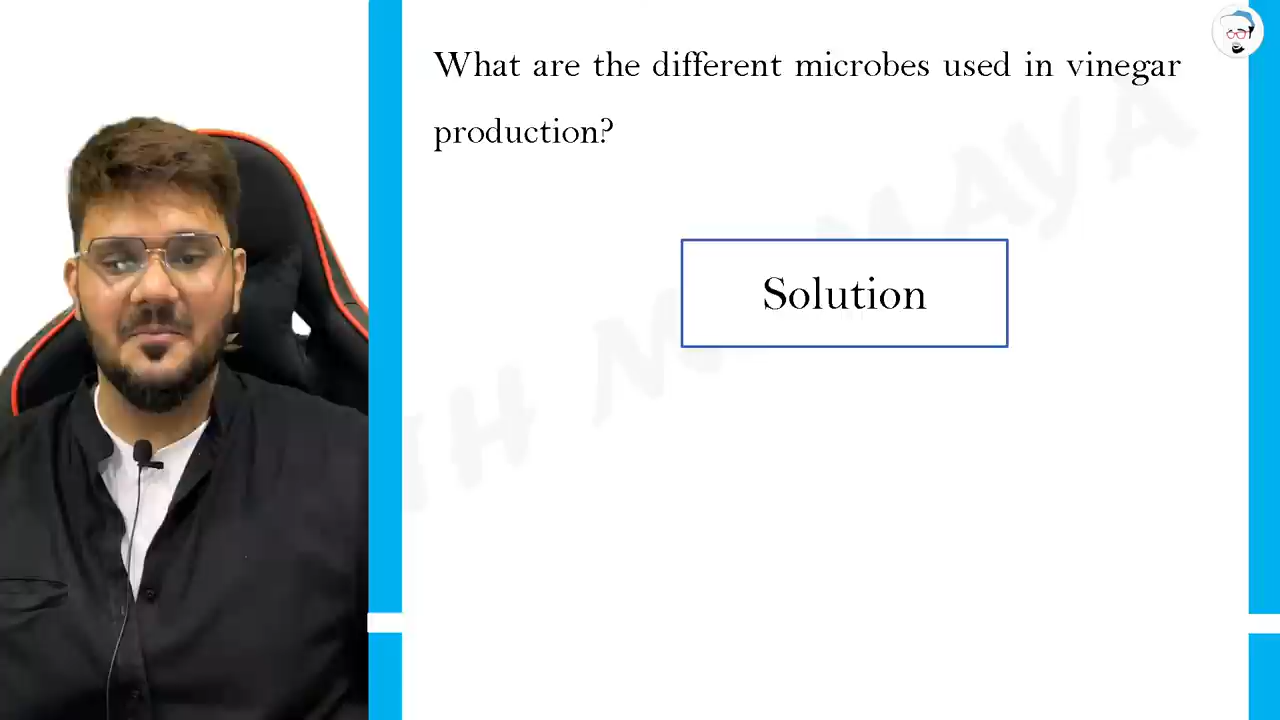 What are the different microbes used in vinegar
production?
Solution